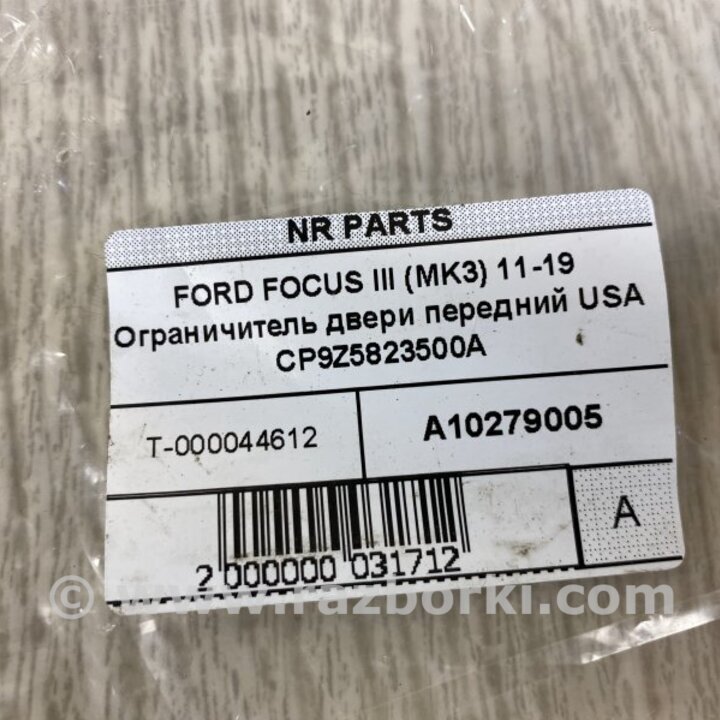 NR PARTS
FORD FOCUS III (MK3) 11-19
Ограничитель двери передний USA
CP9Z5823500A
T-000044612
A10279005
A
2 000000 031712
© www.razborki.com